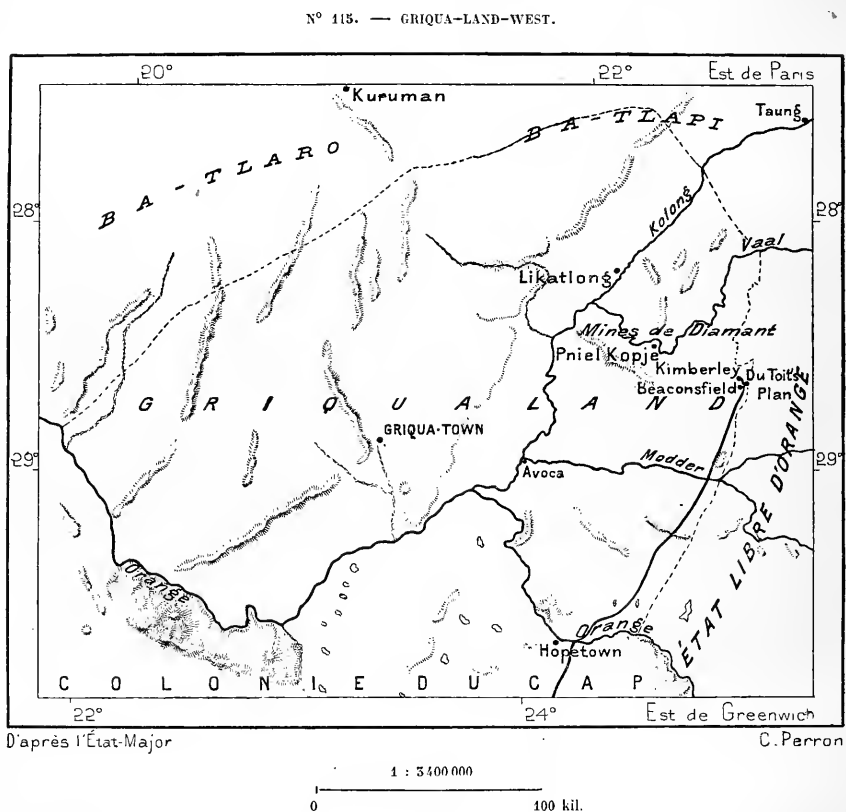 N° 115. — GRIQUA-LAND-WEST.
20°
22°
Est de Paris
Kuruman
Taung
BA-TLAPI
BA-TLARO
28°
28°
Kolong
Vaal
Likatlong
Mines de Diamant
Pniel Kopje
Kimberley
Du Toits
Beaconsfield
Plan
GRIQUALAND
GRIQUA-TOWN
29°
29°
Modder
Avoca
ÉTAT LIBRE D'ORANGE
Orange
Orange
Hopetown
COLONIE DU CAP
22°
24°
Est de Greenwich
D'après l'État-Major
C. Perron
1 : 3400000
0
100 kil.